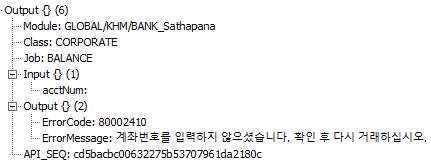 Output {} (6)
Module: GLOBAL/KHM/BANK_Sathapana
Class: CORPORATE
Job: BALANCE
Input {} (1)
acctNum:
Output {} (2)
ErrorCode: 80002410
ErrorMessage: 계좌번호를 입력하지 않으셨습니다. 확인 후 다시 거래하십시오.
API_SEQ: cd5bacbc00632275b53707961da2180c